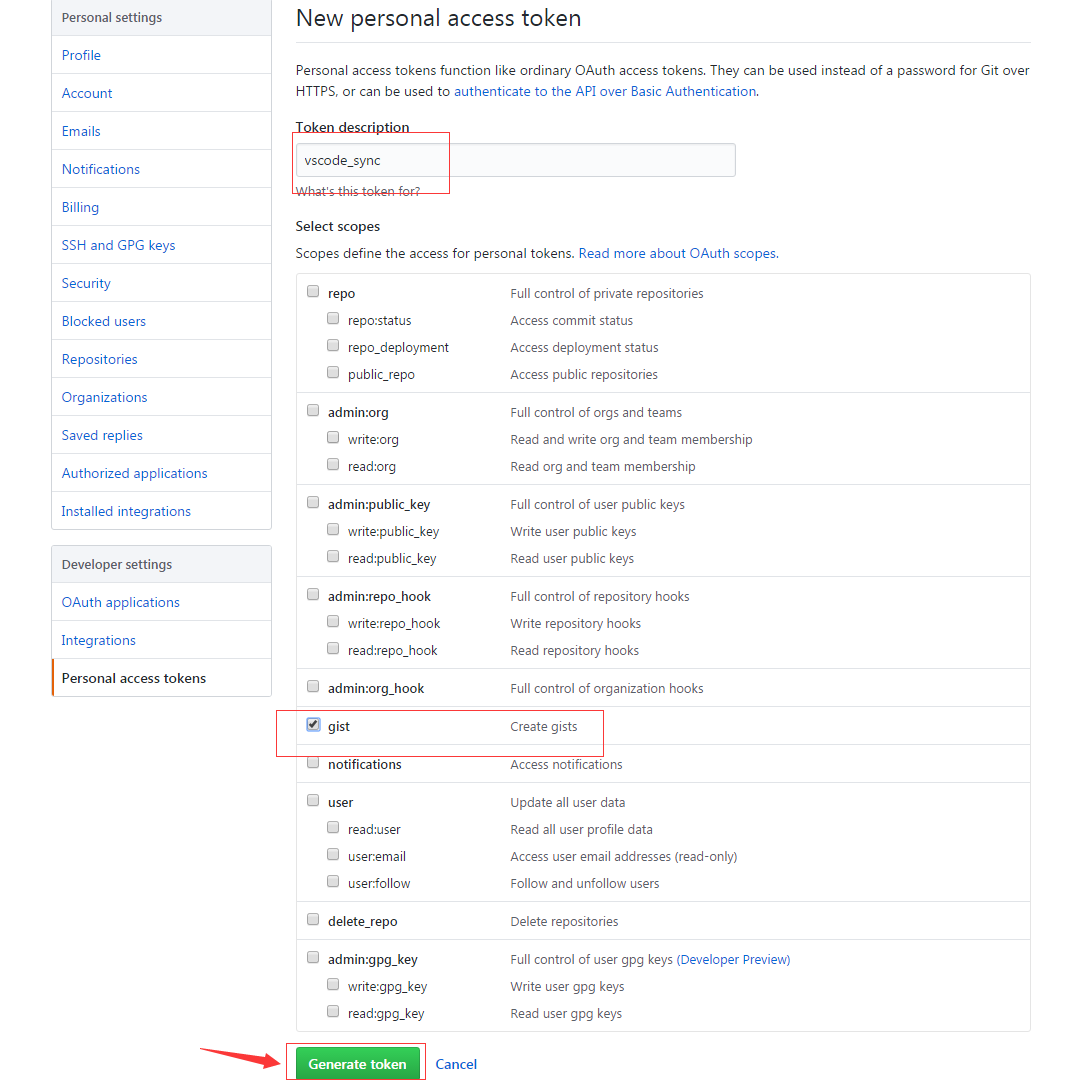 Personal settings
Profile
Account
Emails
Notifications
Billing
SSH and GPG keys
Security
Blocked users
Repositories
Organizations
Saved replies
Authorized applications
Installed integrations
Developer settings
OAuth applications
Integrations
Personal access tokens
New personal access token
Personal access tokens function like ordinary OAuth access tokens. They can be used instead of a password for Git over
HTTPS, or can be used to authenticate to the API over Basic Authentication.
Token description
vscode_sync
What's this token for?
Select scopes
Scopes define the access for personal tokens. Read more about OAuth scopes.
repo Full control of private repositories
repo:status Access commit status
repo_deployment Access deployment status
public_repo Access public repositories
admin:org Full control of orgs and teams
write:org Read and write org and team membership
read:org Read org and team membership
admin:public_key Full control of user public keys
write:public_key Write user public keys
read:public_key Read user public keys
admin:repo_hook Full control of repository hooks
write:repo_hook Write repository hooks
read:repo_hook Read repository hooks
admin:org_hook Full control of organization hooks
gist Create gists
notifications Access notifications
user Update all user data
read:user Read all user profile data
user:email Access user email addresses (read-only)
user:follow Follow and unfollow users
delete_repo Delete repositories
admin:gpg_key Full control of user gpg keys (Developer Preview)
write:gpg_key Write user gpg keys
read:gpg_key Read user gpg keys
Generate token Cancel